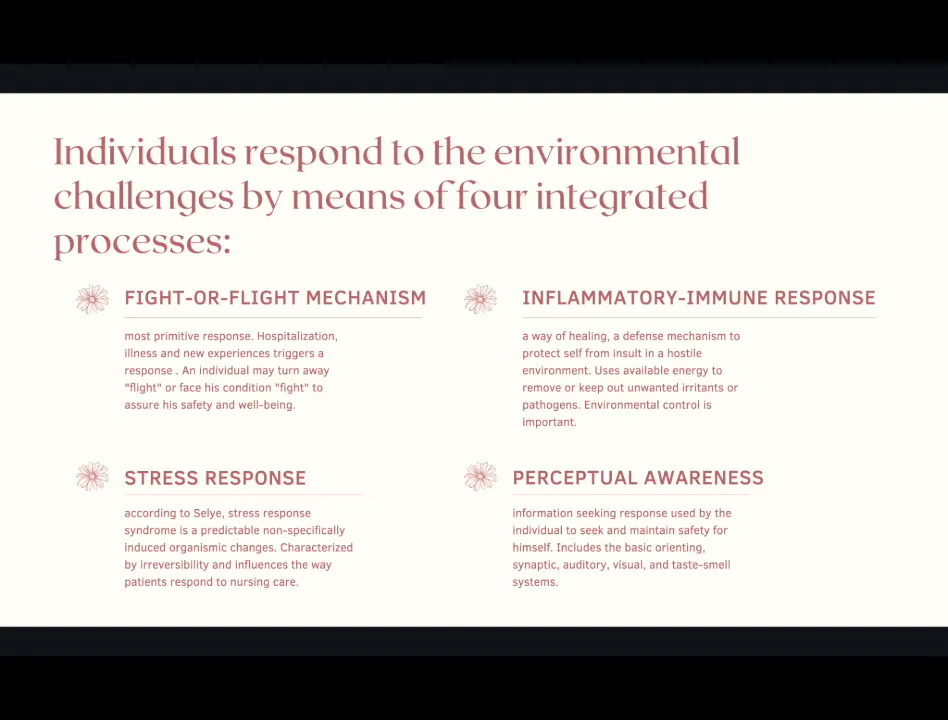 Individuals respond to the environmental
challenges by means of four integrated
processes:
FIGHT-OR-FLIGHT MECHANISM
most primitive response. Hospitalization,
illness and new experiences triggers a
response . An individual may turn away
"flight" or face his condition "fight" to
assure his safety and well-being.
INFLAMMATORY-IMMUNE RESPONSE
a way of healing, a defense mechanism to
protect self from insult in a hostile
environment. Uses available energy to
remove or keep out unwanted irritants or
pathogens. Environmental control is
important.
STRESS RESPONSE
according to Selye, stress response
syndrome is a predictable non-specifically
induced organismic changes. Characterized
by irreversibility and influences the way
patients respond to nursing care.
PERCEPTUAL AWARENESS
information seeking response used by the
individual to seek and maintain safety for
himself. Includes the basic orienting,
synaptic, auditory, visual, and taste-smell
systems.